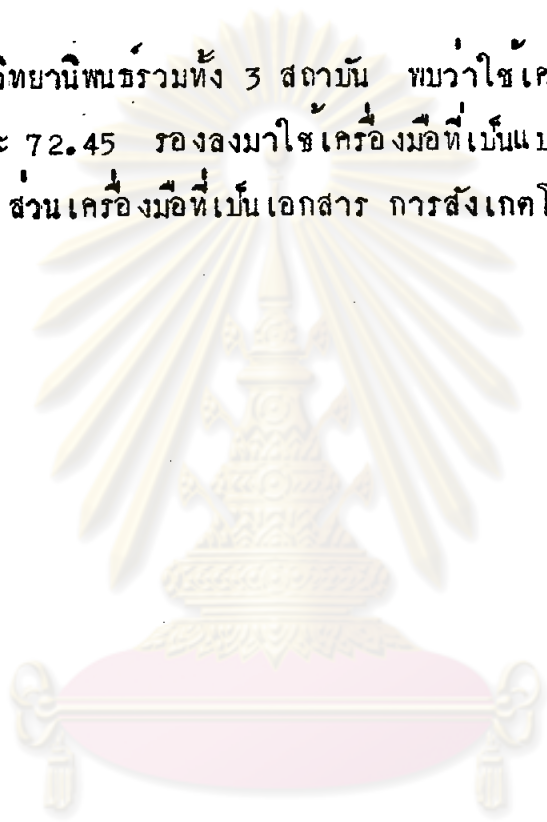 วิทยานิพนธ์รวมทั้ง 3 สถาบัน พบว่าใช้เค
ะ 72.45 รองลงมาใช้เครื่องมือที่เป็นแบ
ส่วนเครื่องมือที่เป็นเอกสาร การสังเกตโ